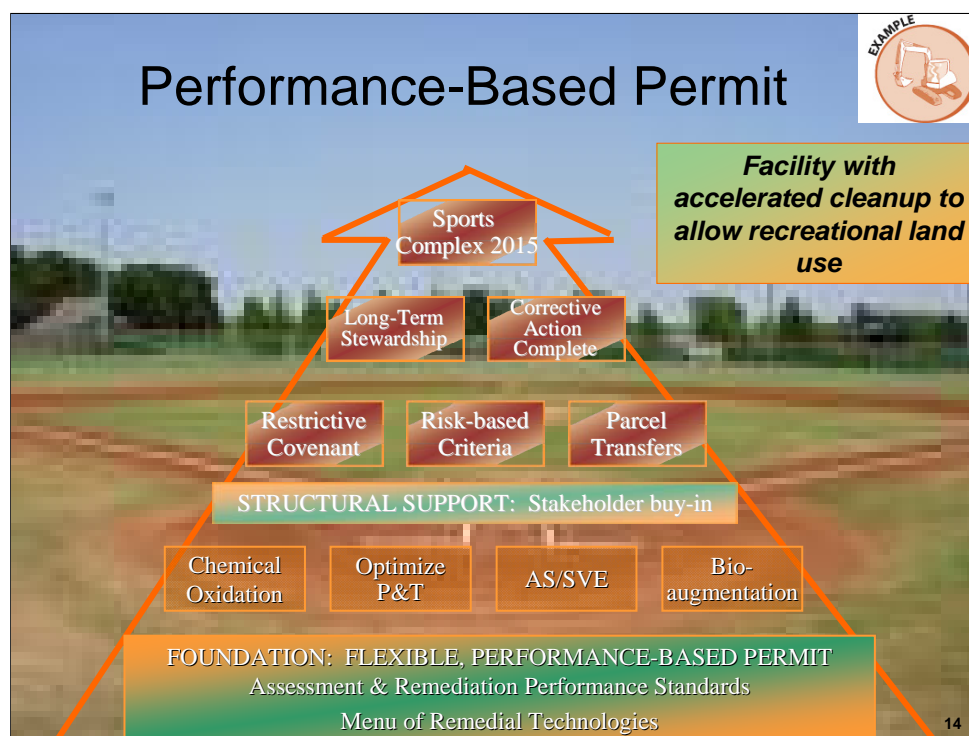 EXAMPLE
Performance-Based Permit
Facility with
accelerated cleanup to
allow recreational land
use
Sports
Complex 2015
Long-Term
Stewardship
Corrective
Action
Complete
Restrictive
Covenant
Risk-based
Criteria
Parcel
Transfers
STRUCTURAL SUPPORT: Stakeholder buy-in
Chemical
Oxidation
Optimize
P&T
AS/SVE
Bio-
augmentation
FOUNDATION: FLEXIBLE, PERFORMANCE-BASED PERMIT
Assessment & Remediation Performance Standards
Menu of Remedial Technologies
14